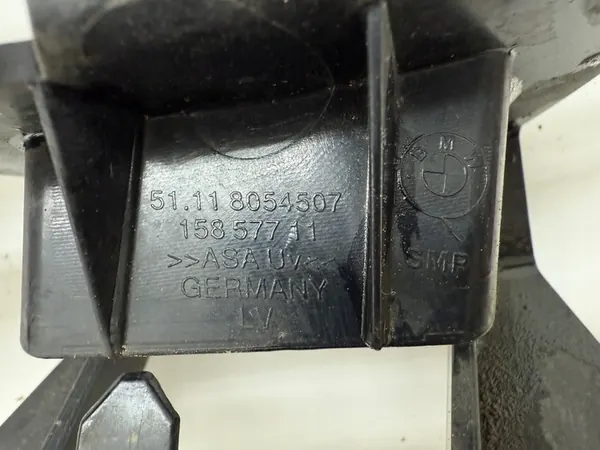 51.11 8054507
158 577 11
>>ASA UV<<
GERMANY
LV
BMW
SMP